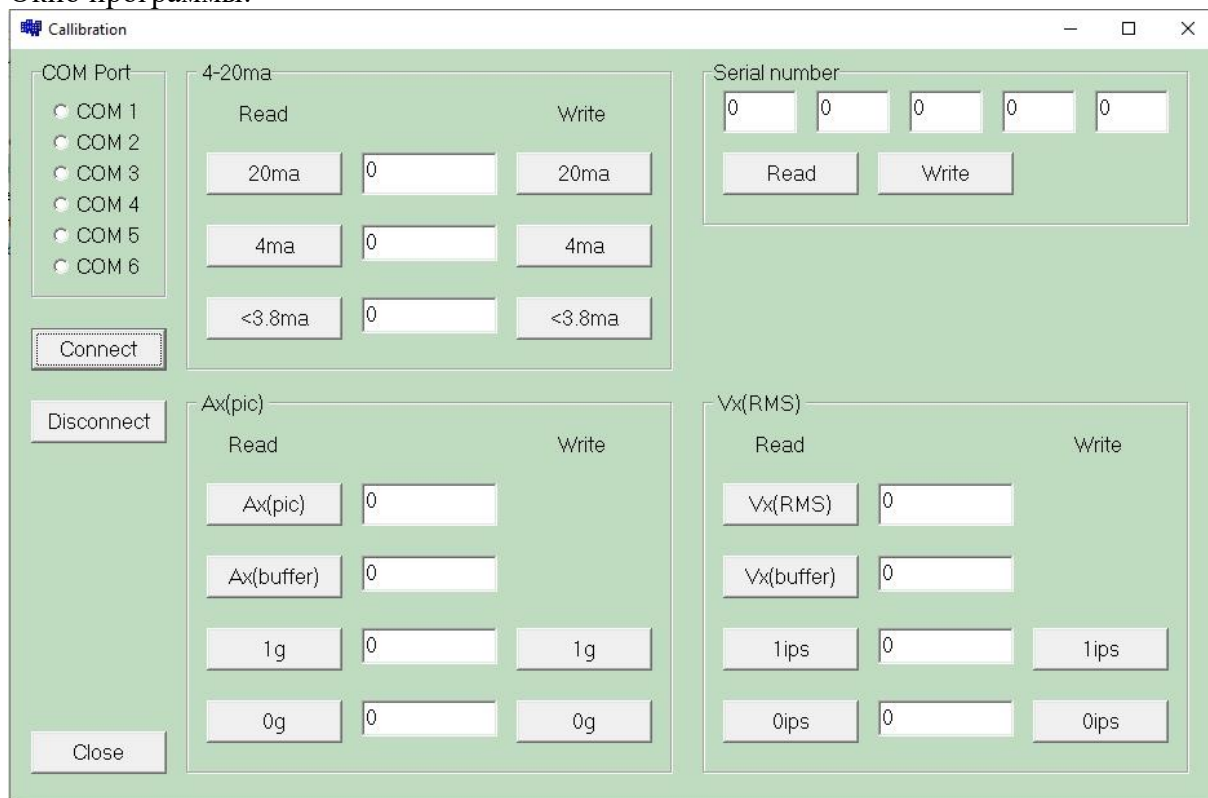 Окно программы:
Callibration
COM Port
COM 1
COM 2
COM 3
COM 4
COM 5
COM 6
Connect
Disconnect
Close
4-20ma
Read Write
20ma 0 20ma
4ma 0 4ma
<3.8ma 0 <3.8ma
Serial number
0 0 0 0 0
Read Write
Ax(pic)
Read Write
Ax(pic) 0
Ax(buffer) 0
1g 0 1g
0g 0 0g
Vx(RMS)
Read Write
Vx(RMS) 0
Vx(buffer) 0
1ips 0 1ips
0ips 0 0ips